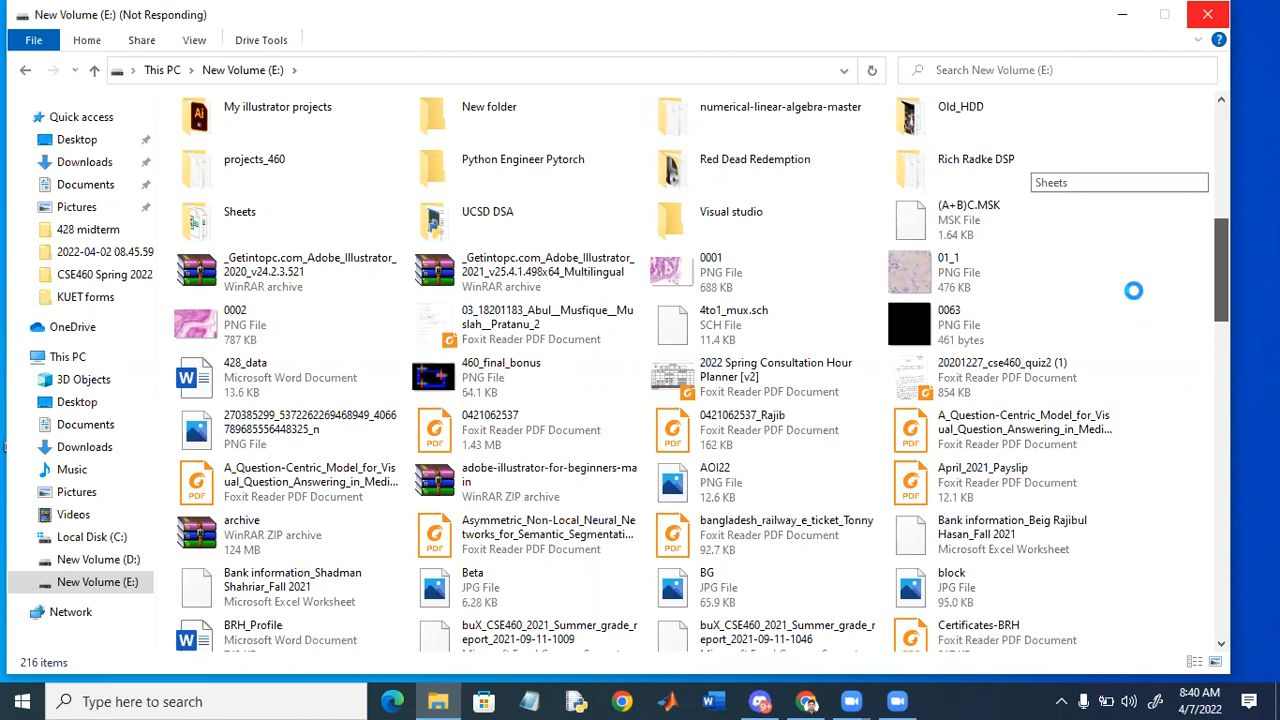 New Volume (E:) (Not Responding)
File Home Share View Drive Tools
This PC New Volume (E:) Search New Volume (E:)
Quick access
Desktop
Downloads
Documents
Pictures
428 midterm
2022-04-02 08.45.59
CSE460 Spring 2022
KUET forms
OneDrive
This PC
3D Objects
Desktop
Documents
Downloads
Music
Pictures
Videos
Local Disk (C:)
New Volume (D:)
New Volume (E:)
Network
My illustrator projects
New folder
numerical-linear-algebra-master
Old_HDD
projects_460
Python Engineer Pytorch
Red Dead Redemption
Rich Radke DSP
Sheets
Sheets
UCSD DSA
Visual studio
(A+B)C.MSK
MSK File
1.64 KB
_Getintopc.com_Adobe_Illustrator_
2020_v24.2.3.521
WinRAR archive
_Getintopc.com_Adobe_Illustrator_
2021_v25.4.1.498x64_Multilingual
WinRAR archive
0001
PNG File
688 KB
01_1
PNG File
476 KB
0002
PNG File
787 KB
03_18201183_Abul__Musfique__Mu
slah__Pratanu_2
Foxit Reader PDF Document
4to1_mux.sch
SCH File
11.4 KB
0063
PNG File
461 bytes
428_data
Microsoft Word Document
13.6 KB
460_final_bonus
PNG File
64.1 KB
2022 Spring Consultation Hour
Planner [v2]
Foxit Reader PDF Document
20201227_cse460_quiz2 (1)
Foxit Reader PDF Document
854 KB
270385299_5372262269468949_4066
789685556448325_n
PNG File
0421062537
Foxit Reader PDF Document
1.43 MB
0421062537_Rajib
Foxit Reader PDF Document
162 KB
A_Question-Centric_Model_for_Vis
ual_Question_Answering_in_Medi...
Foxit Reader PDF Document
A_Question-Centric_Model_for_Vis
ual_Question_Answering_in_Medi...
Foxit Reader PDF Document
adobe-illustrator-for-beginners-ma
in
WinRAR ZIP archive
AOI22
PNG File
12.6 KB
April_2021_Payslip
Foxit Reader PDF Document
12.1 KB
archive
WinRAR ZIP archive
124 MB
Asymmetric_Non-Local_Neural_Ne
tworks_for_Semantic_Segmentati...
Foxit Reader PDF Document
bangladesh_railway_e_ticket_Tonny
Foxit Reader PDF Document
92.7 KB
Bank information_Beig Rajibul
Hasan_Fall 2021
Microsoft Excel Worksheet
Bank information_Shadman
Shahriar_Fall 2021
Microsoft Excel Worksheet
Beta
JPG File
6.28 KB
BG
JPG File
65.9 KB
block
JPG File
95.0 KB
BRH_Profile
Microsoft Word Document
buX_CSE460_2021_Summer_grade_r
eport_2021-09-11-1009
buX_CSE460_2021_Summer_grade_r
eport_2021-09-11-1046
Certificates-BRH
Foxit Reader PDF Document
216 items
Type here to search
8:40 AM
4/7/2022